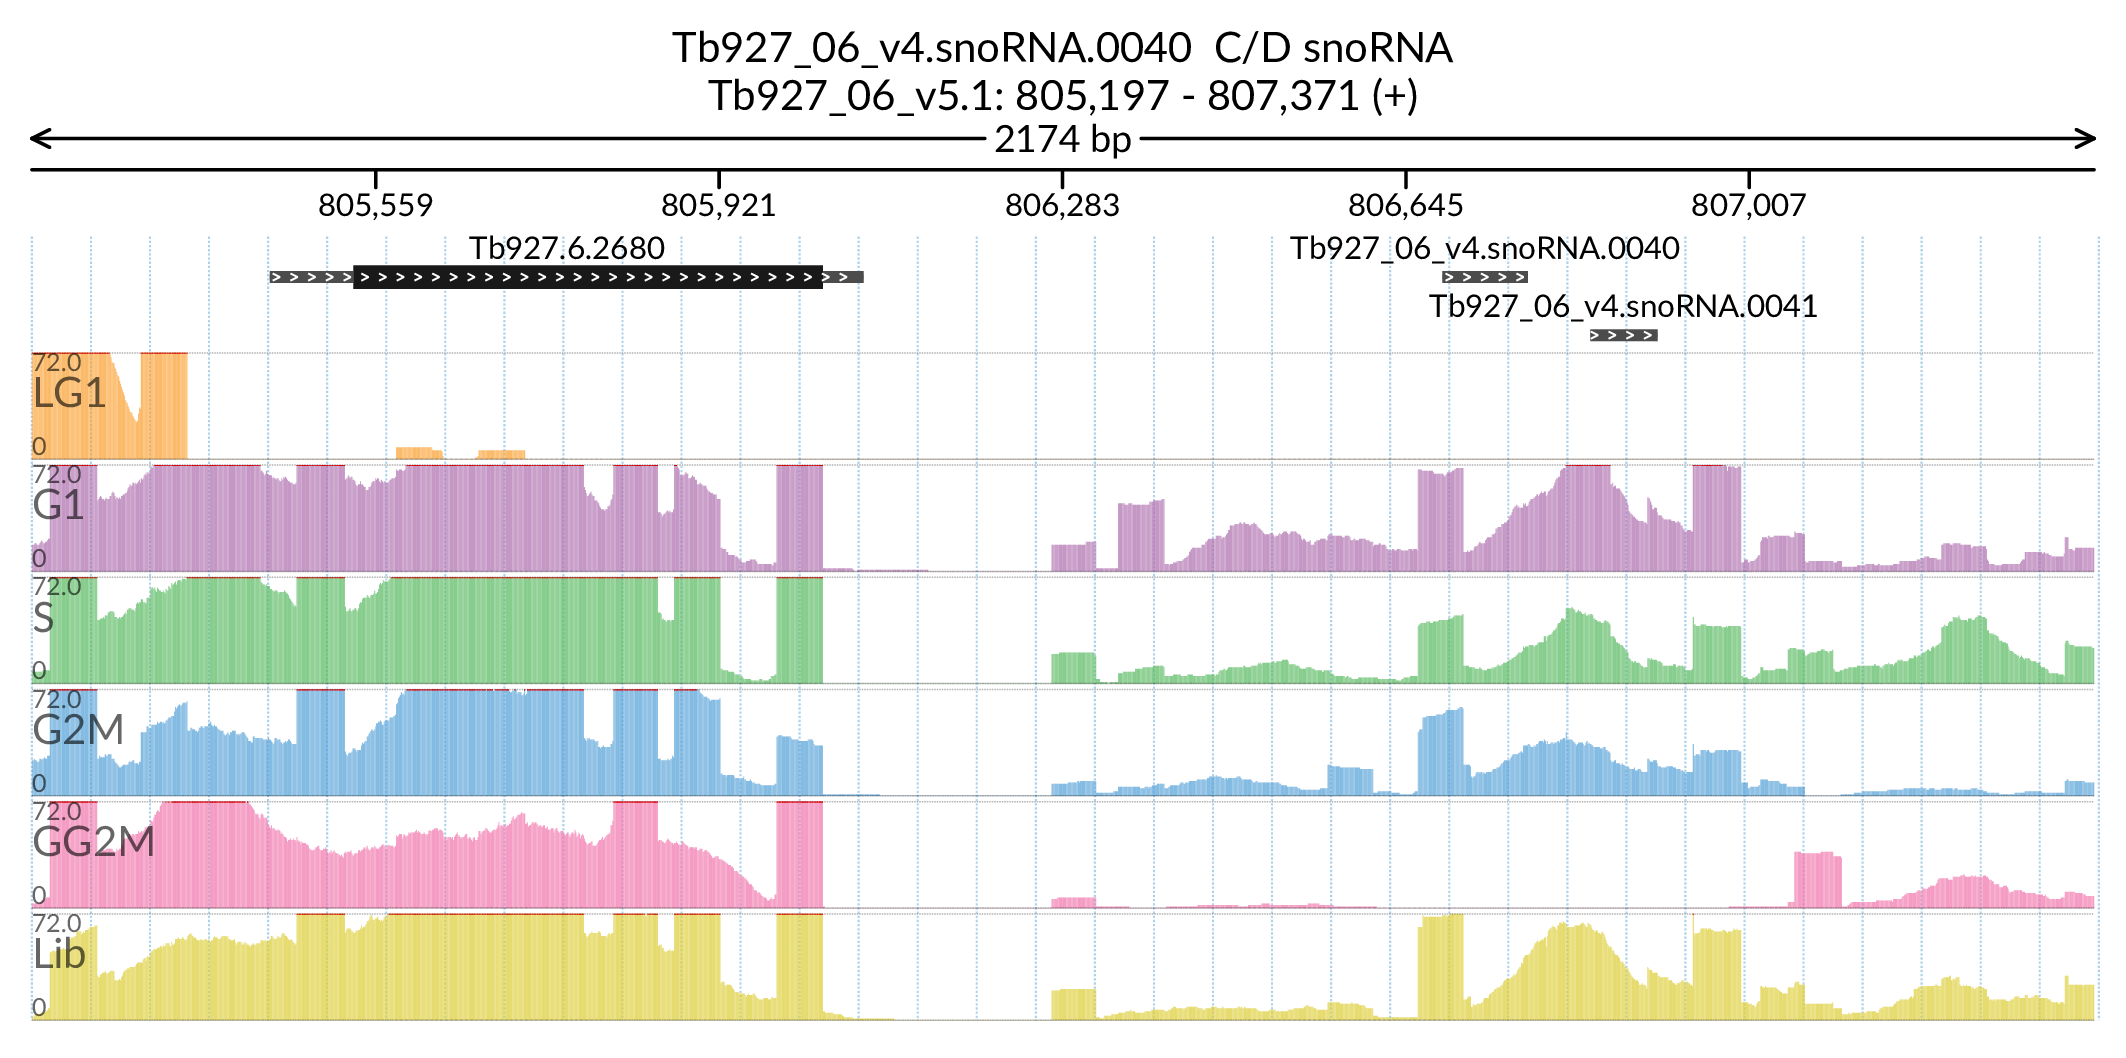 Tb927_06_v4.snoRNA.0040 C/D snoRNA
Tb927_06_v5.1: 805,197 - 807,371 (+)
2174 bp
805,559 805,921 806,283 806,645 807,007
Tb927.6.2680 Tb927_06_v4.snoRNA.0040
Tb927_06_v4.snoRNA.0041
72.0
LG1
0
72.0
G1
0
72.0
S
0
72.0
G2M
0
72.0
GG2M
0
72.0
Lib
0